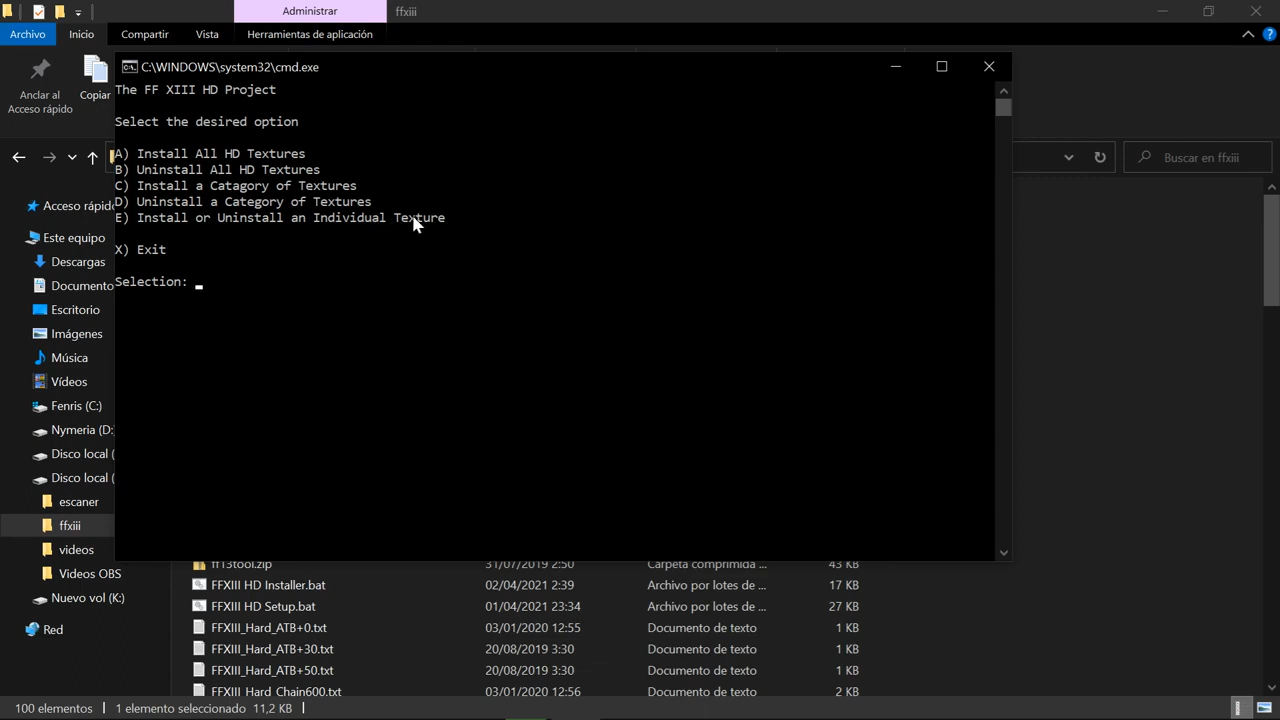 Administrar
ffxiii
Archivo
Inicio
Compartir
Vista
Herramientas de aplicación
C:\WINDOWS\system32\cmd.exe
Anclar al
Acceso rápido
Copiar
The FF XIII HD Project
Select the desired option
A) Install All HD Textures
B) Uninstall All HD Textures
C) Install a Catagory of Textures
D) Uninstall a Category of Textures
E) Install or Uninstall an Individual Texture
X) Exit
Selection:
Buscar en ffxiii
Acceso rápido
Este equipo
Descargas
Documento
Escritorio
Imágenes
Música
Vídeos
Fenris (C:)
Nymeria (D:)
Disco local (
Disco local (
escaner
ffxiii
videos
Videos OBS
Nuevo vol (K:)
Red
ff13tool.zip 31/07/2019 2:50 Carpeta comprimida ... 43 KB
FFXIII HD Installer.bat 02/04/2021 2:39 Archivo por lotes de ... 17 KB
FFXIII HD Setup.bat 01/04/2021 23:34 Archivo por lotes de ... 27 KB
FFXIII_Hard_ATB+0.txt 03/01/2020 12:55 Documento de texto 1 KB
FFXIII_Hard_ATB+30.txt 20/08/2019 3:30 Documento de texto 1 KB
FFXIII_Hard_ATB+50.txt 20/08/2019 3:30 Documento de texto 1 KB
FFXIII_Hard_Chain600.txt 03/01/2020 12:56 Documento de texto 2 KB
100 elementos
1 elemento seleccionado 11,2 KB